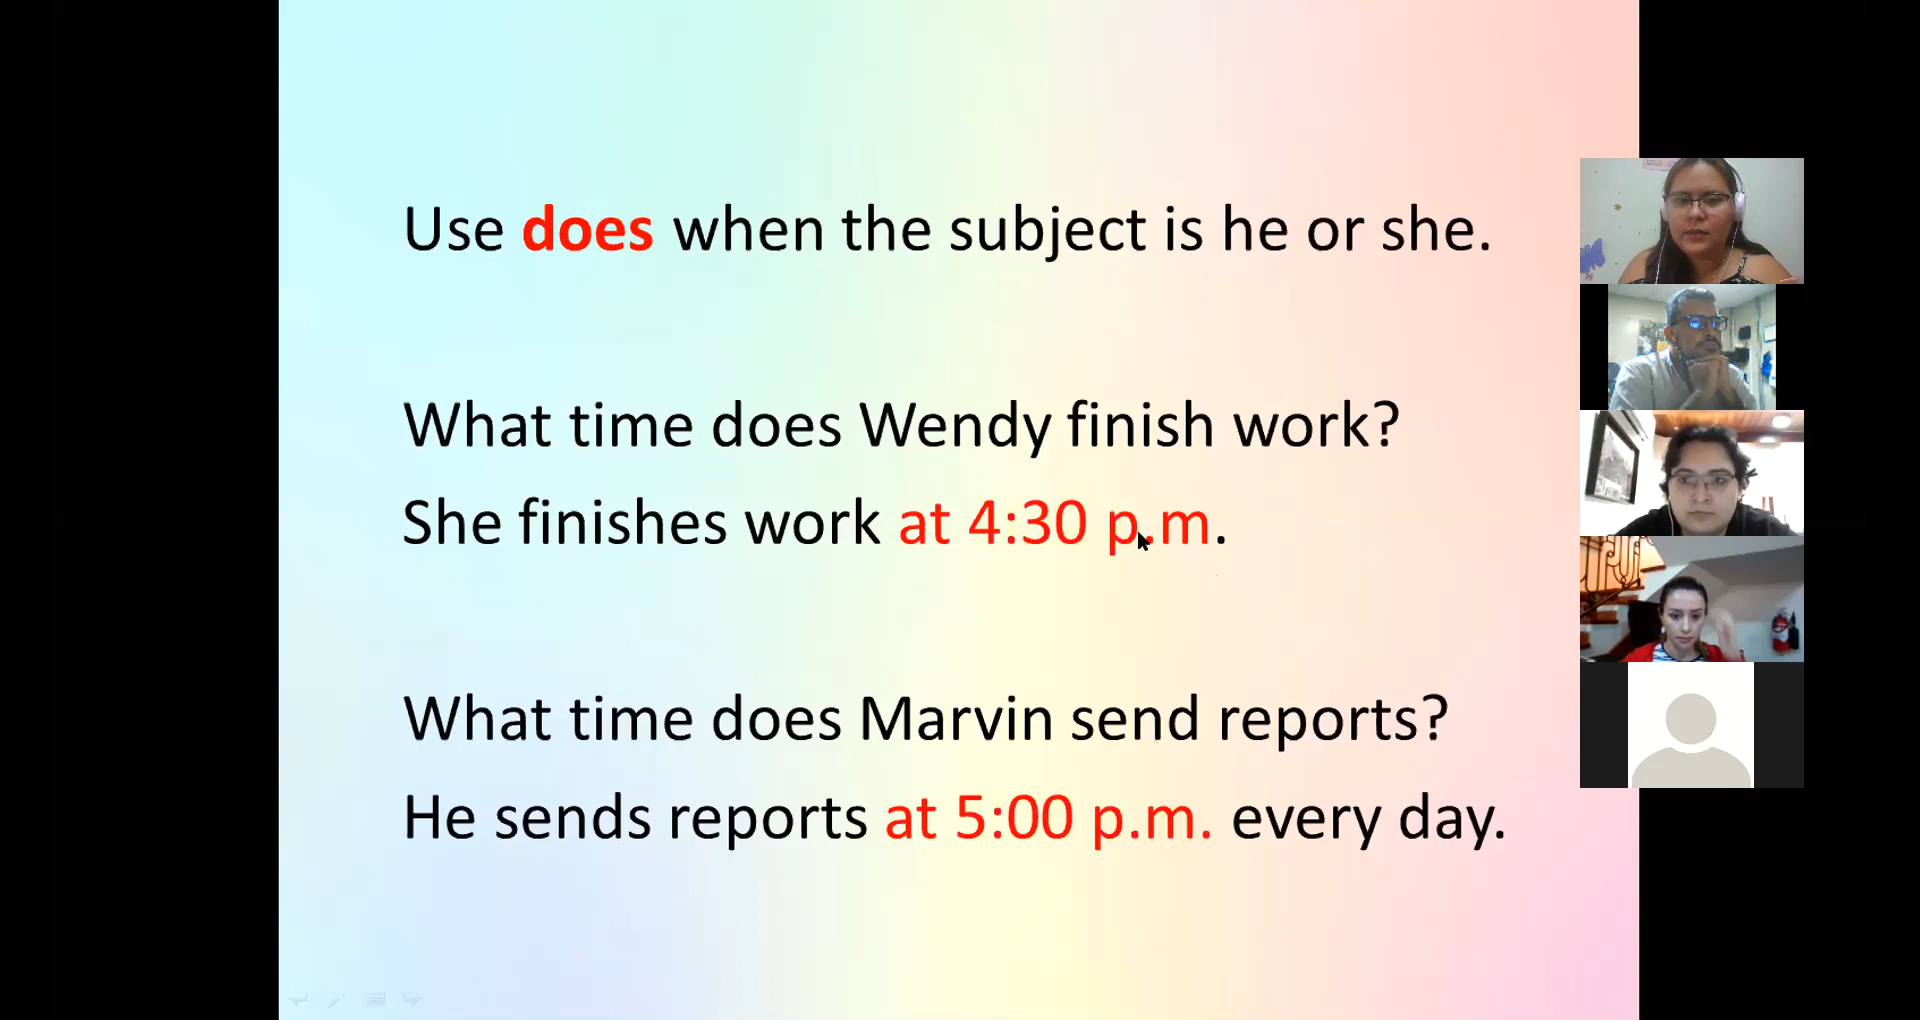 Use does when the subject is he or she.
What time does Wendy finish work?
She finishes work at 4:30 p.m.
What time does Marvin send reports?
He sends reports at 5:00 p.m. every day.